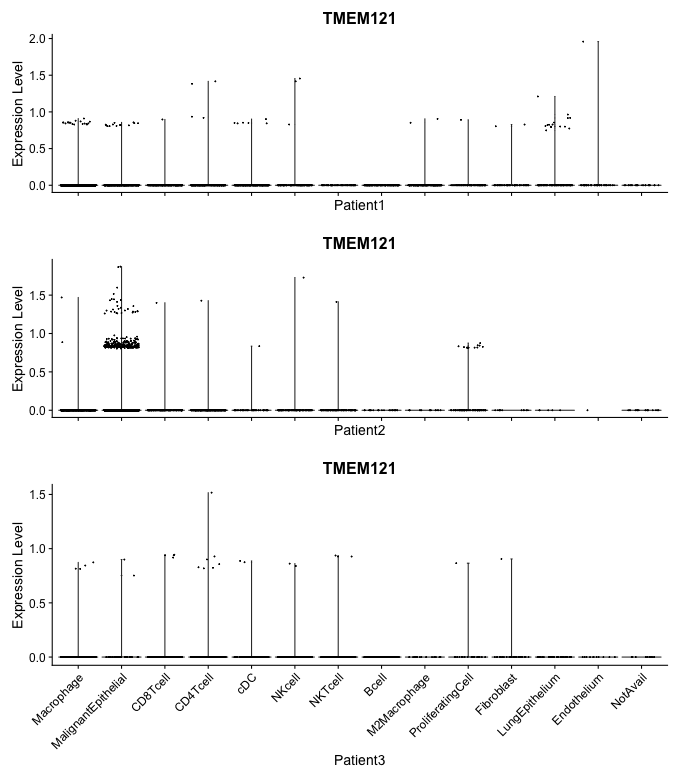 TMEM121
Expression Level
2.0
1.5
1.0
0.5
0.0
Patient1
TMEM121
Expression Level
1.5
1.0
0.5
0.0
Patient2
TMEM121
Expression Level
1.5
1.0
0.5
0.0
Macrophage
MalignantEpithelial
CD8Tcell
CD4Tcell
cDC
NKcell
NKTcell
Bcell
M2Macrophage
ProliferatingCell
Fibroblast
LungEpithelium
Endothelium
NotAvail
Patient3